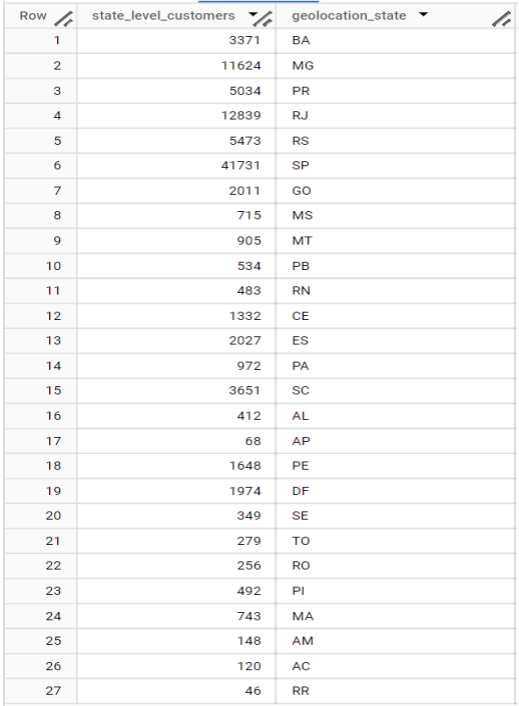 Row state_level_customers geolocation_state
1 3371 BA
2 11624 MG
3 5034 PR
4 12839 RJ
5 5473 RS
6 41731 SP
7 2011 GO
8 715 MS
9 905 MT
10 534 PB
11 483 RN
12 1332 CE
13 2027 ES
14 972 PA
15 3651 SC
16 412 AL
17 68 AP
18 1648 PE
19 1974 DF
20 349 SE
21 279 TO
22 256 RO
23 492 PI
24 743 MA
25 148 AM
26 120 AC
27 46 RR